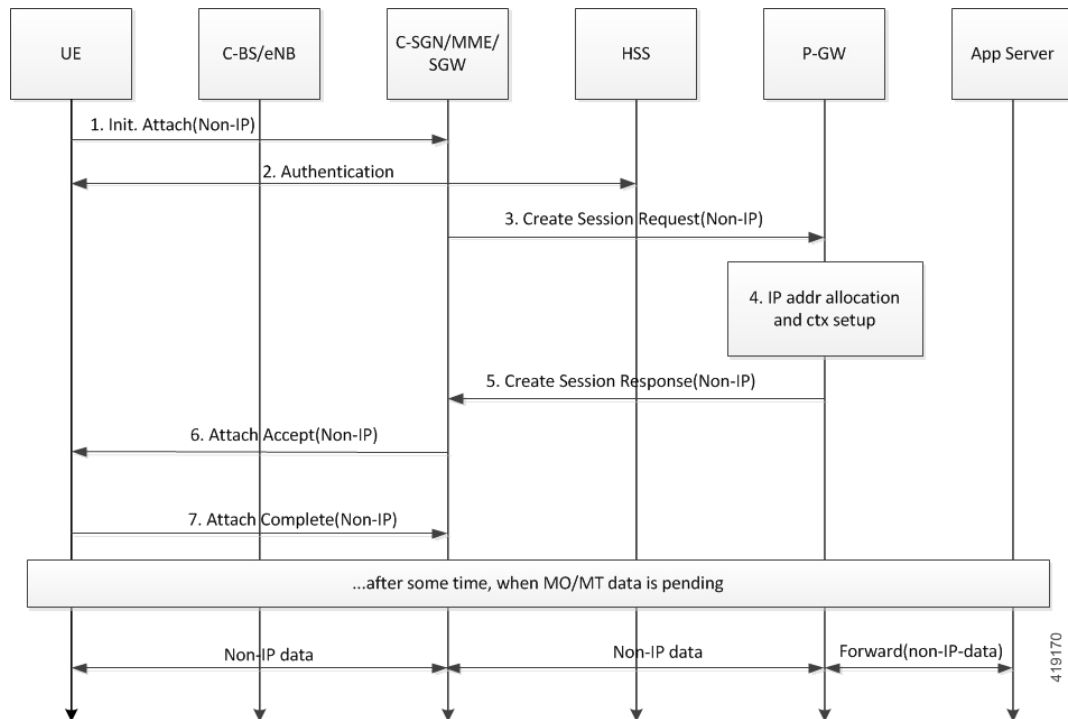 UE
C-BS/eNB
C-SGN/MME/
SGW
HSS
P-GW
App Server
1. Init. Attach(Non-IP)
2. Authentication
3. Create Session Request(Non-IP)
4. IP addr allocation
and ctx setup
5. Create Session Response(Non-IP)
6. Attach Accept(Non-IP)
7. Attach Complete(Non-IP)
...after some time, when MO/MT data is pending
Non-IP data
Non-IP data
Forward(non-IP-data)
419170